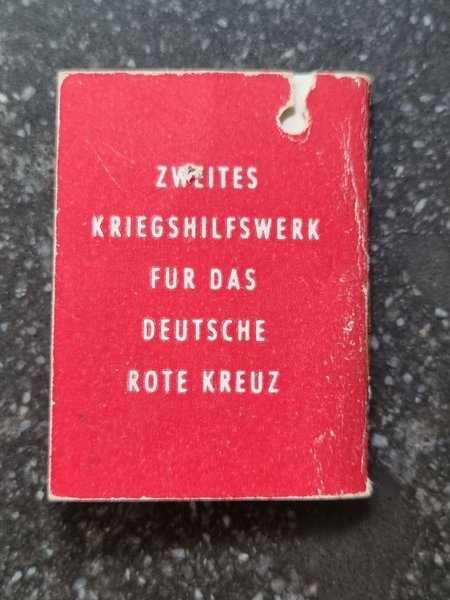 ZWEITES
KRIEGSHILFSWERK
FUR DAS
DEUTSCHE
ROTE KREUZ